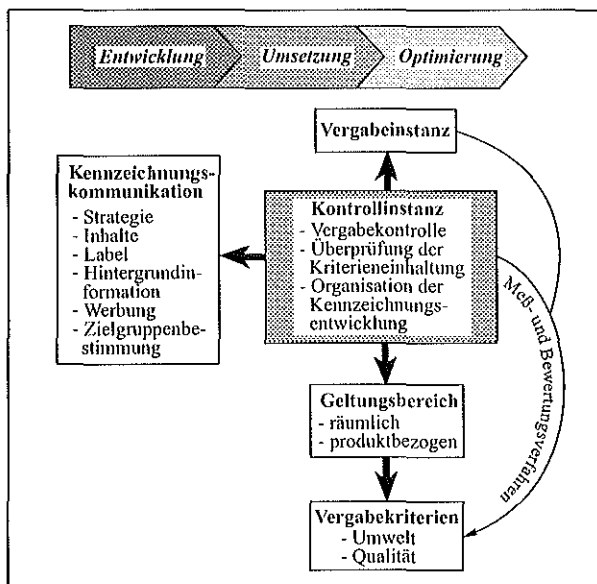 Entwicklung
Umsetzung
Optimierung
Vergabeinstanz
Kennzeichnungs-
kommunikation
- Strategie
- Inhalte
- Label
- Hintergrundin-
formation
- Werbung
- Zielgruppenbe-
stimmung
Kontrollinstanz
- Vergabekontrolle
- Überprüfung der
Kriterieneinhaltung
- Organisation der
Kennzeichnungs-
entwicklung
Meß- und Bewertungsverfahren
Geltungsbereich
- räumlich
- produktbezogen
Vergabekriterien
- Umwelt
- Qualität